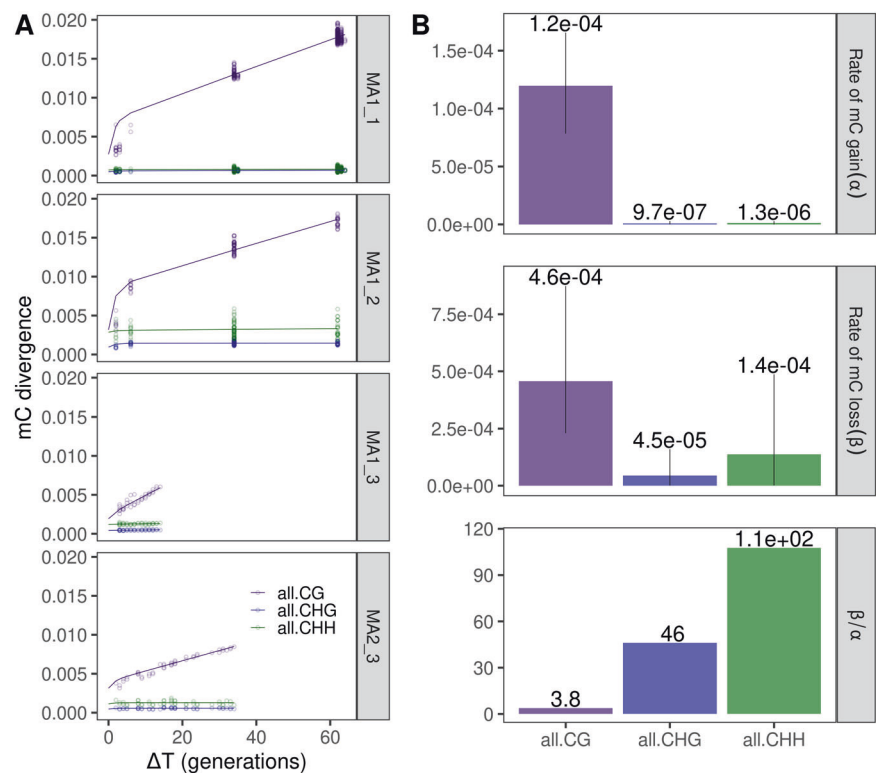 A
mC divergence
0.020
0.015
0.010
0.005
0.000
MA1_1
0.020
0.015
0.010
0.005
0.000
MA1_2
0.020
0.015
0.010
0.005
0.000
MA1_3
0.020
0.015
0.010
0.005
0.000
MA2_3
all.CG
all.CHG
all.CHH
0 20 40 60
ΔT (generations)
B
1.5e-04
1.0e-04
5.0e-05
0.0e+00
1.2e-04
9.7e-07 1.3e-06
Rate of mC gain(α)
7.5e-04
5.0e-04
2.5e-04
0.0e+00
4.6e-04
4.5e-05
1.4e-04
Rate of mC loss(β)
120
90
60
30
0
3.8
46
1.1e+02
β/α
all.CG all.CHG all.CHH